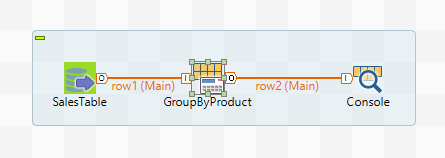 O row1 (Main) I O row2 (Main) I
SalesTable GroupByProduct Console